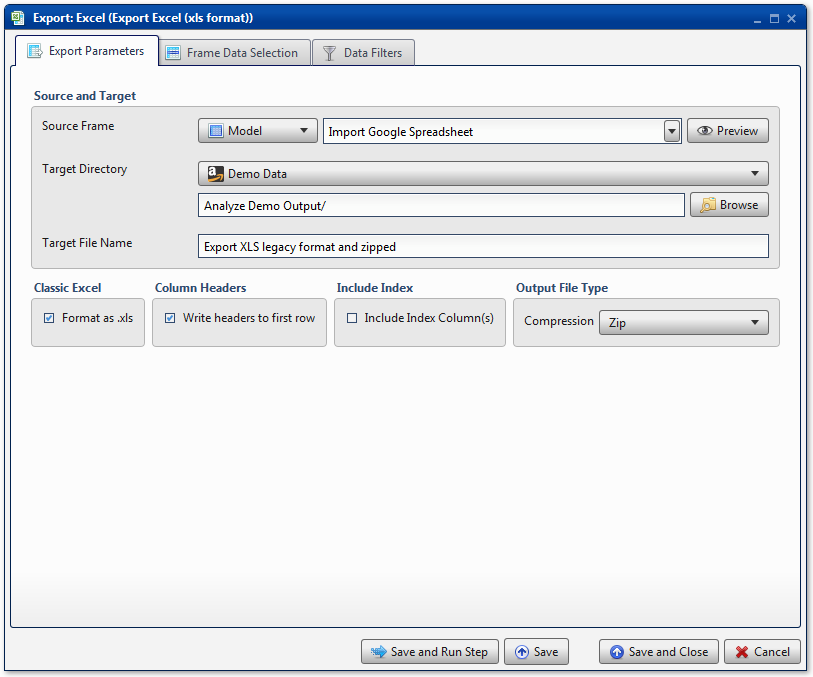 Export: Excel (Export Excel (xls format))
Export Parameters
Frame Data Selection
Data Filters
Source and Target
Source Frame
Model
Import Google Spreadsheet
Preview
Target Directory
Demo Data
Analyze Demo Output/
Browse
Target File Name
Export XLS legacy format and zipped
Classic Excel
Column Headers
Include Index
Output File Type
Format as .xls
Write headers to first row
Include Index Column(s)
Compression
Zip
Save and Run Step
Save
Save and Close
Cancel